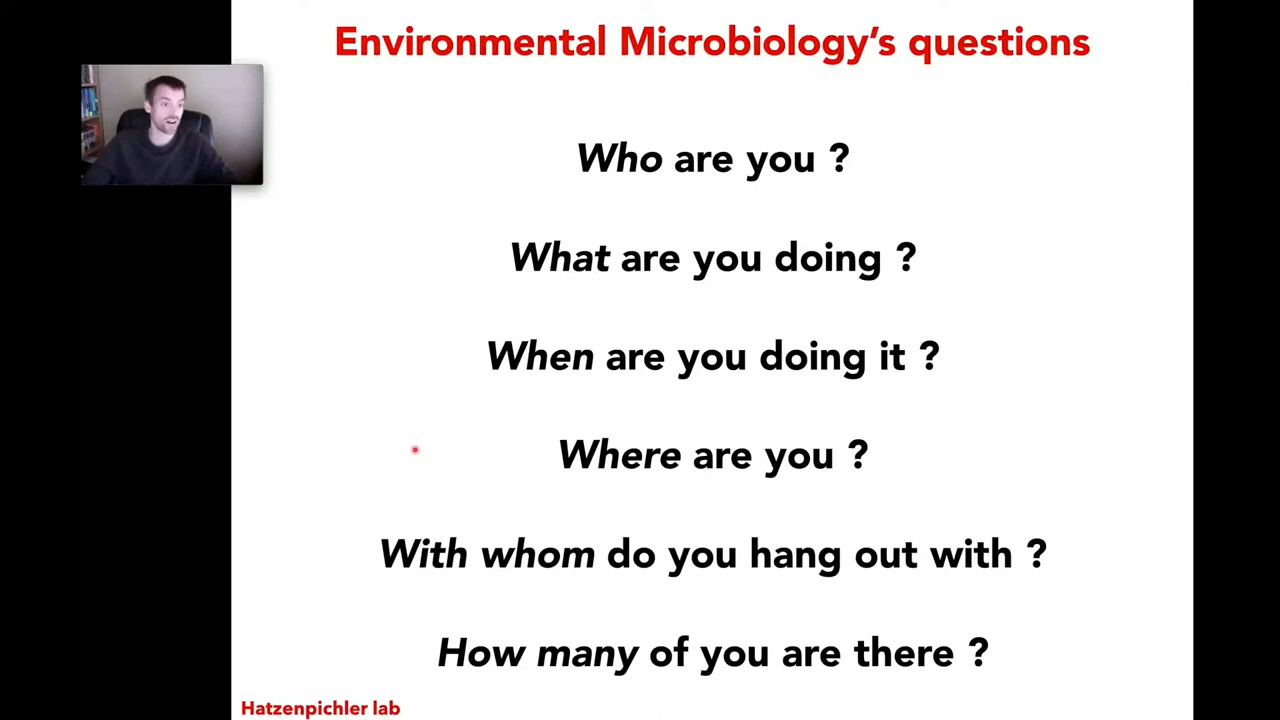 Environmental Microbiology's questions
Who are you ?
What are you doing ?
When are you doing it ?
Where are you ?
With whom do you hang out with ?
How many of you are there ?
Hatzenpichler lab